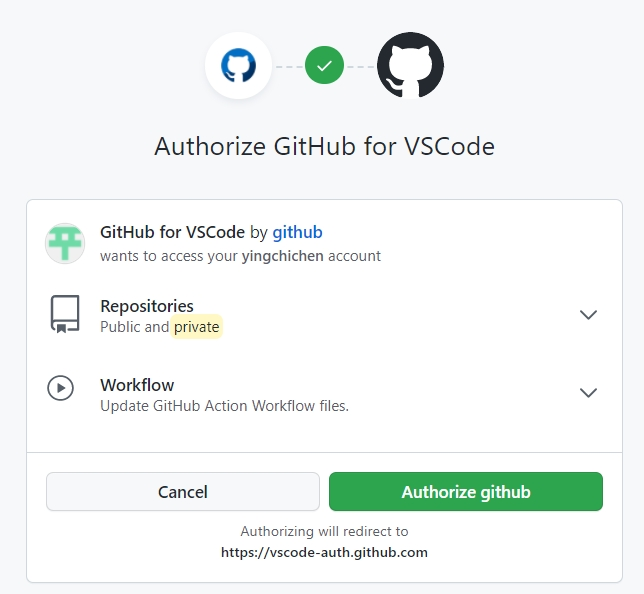 Authorize GitHub for VSCode
GitHub for VSCode by github
wants to access your yingchichen account
Repositories
Public and private
Workflow
Update GitHub Action Workflow files.
Cancel
Authorize github
Authorizing will redirect to
https://vscode-auth.github.com